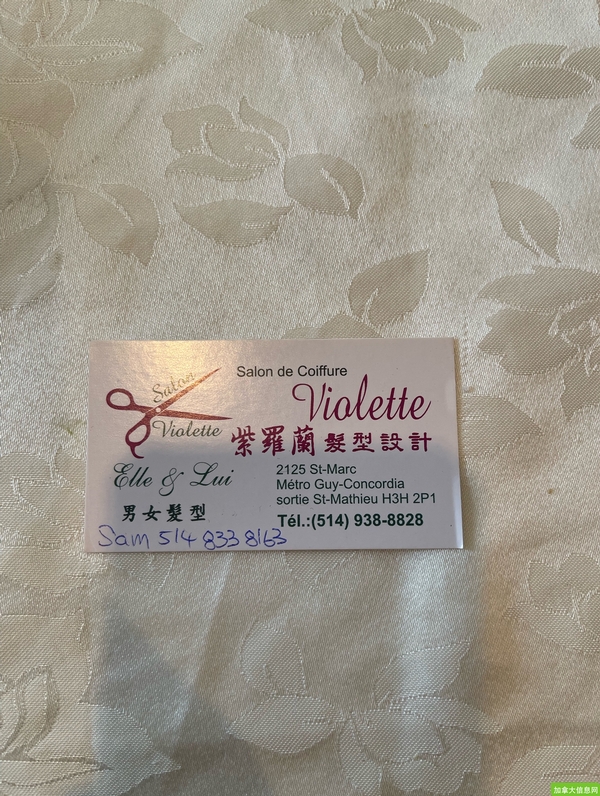 Salon
Violette
Salon de Coiffure
Violette
紫羅蘭髮型設計
Elle & Lui
男女髮型
2125 St-Marc
Métro Guy-Concordia
sortie St-Mathieu H3H 2P1
Tél.:(514) 938-8828
Sam 514 833 8163
加拿大信息网